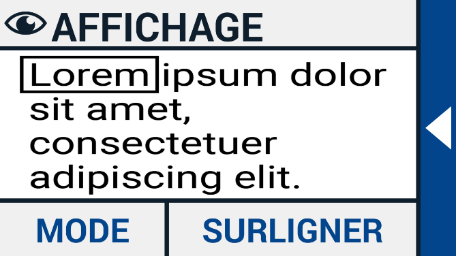 AFFICHAGE
Lorem ipsum dolor
sit amet,
consectetuer
adipiscing elit.
MODE
SURLIGNER